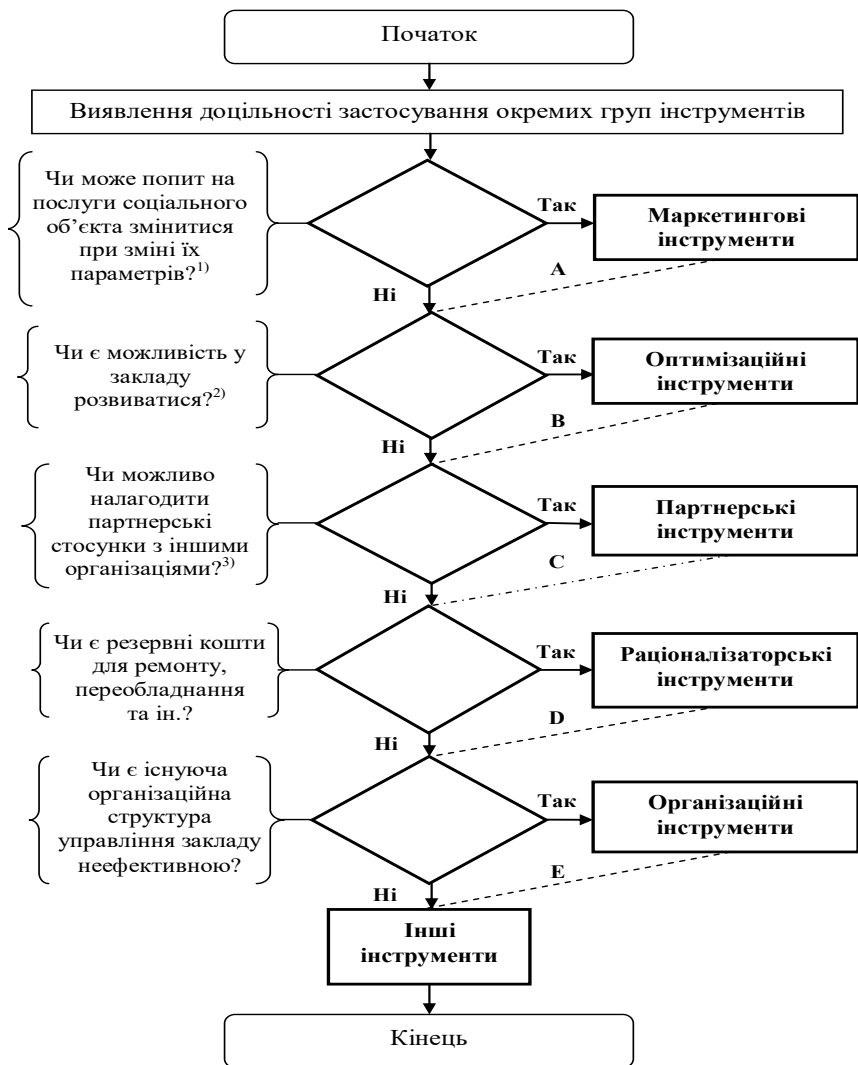 Початок
Виявлення доцільності застосування окремих груп інструментів
Чи може попит на
послуги соціального
об’єкта змінитися
при зміні їх
параметрів?1)
Так
Маркетингові
інструменти
A
Ні
Чи є можливість у
закладу
розвиватися?2)
Так
Оптимізаційні
інструменти
B
Ні
Чи можливо
налагодити
партнерські
стосунки з іншими
організаціями?3)
Так
Партнерські
інструменти
C
Ні
Чи є резервні кошти
для ремонту,
переобладнання
та ін.?
Так
Раціоналізаторські
інструменти
D
Ні
Чи є існуюча
організаційна
структура
управління закладу
неефективною?
Так
Організаційні
інструменти
E
Ні
Інші
інструменти
Кінець